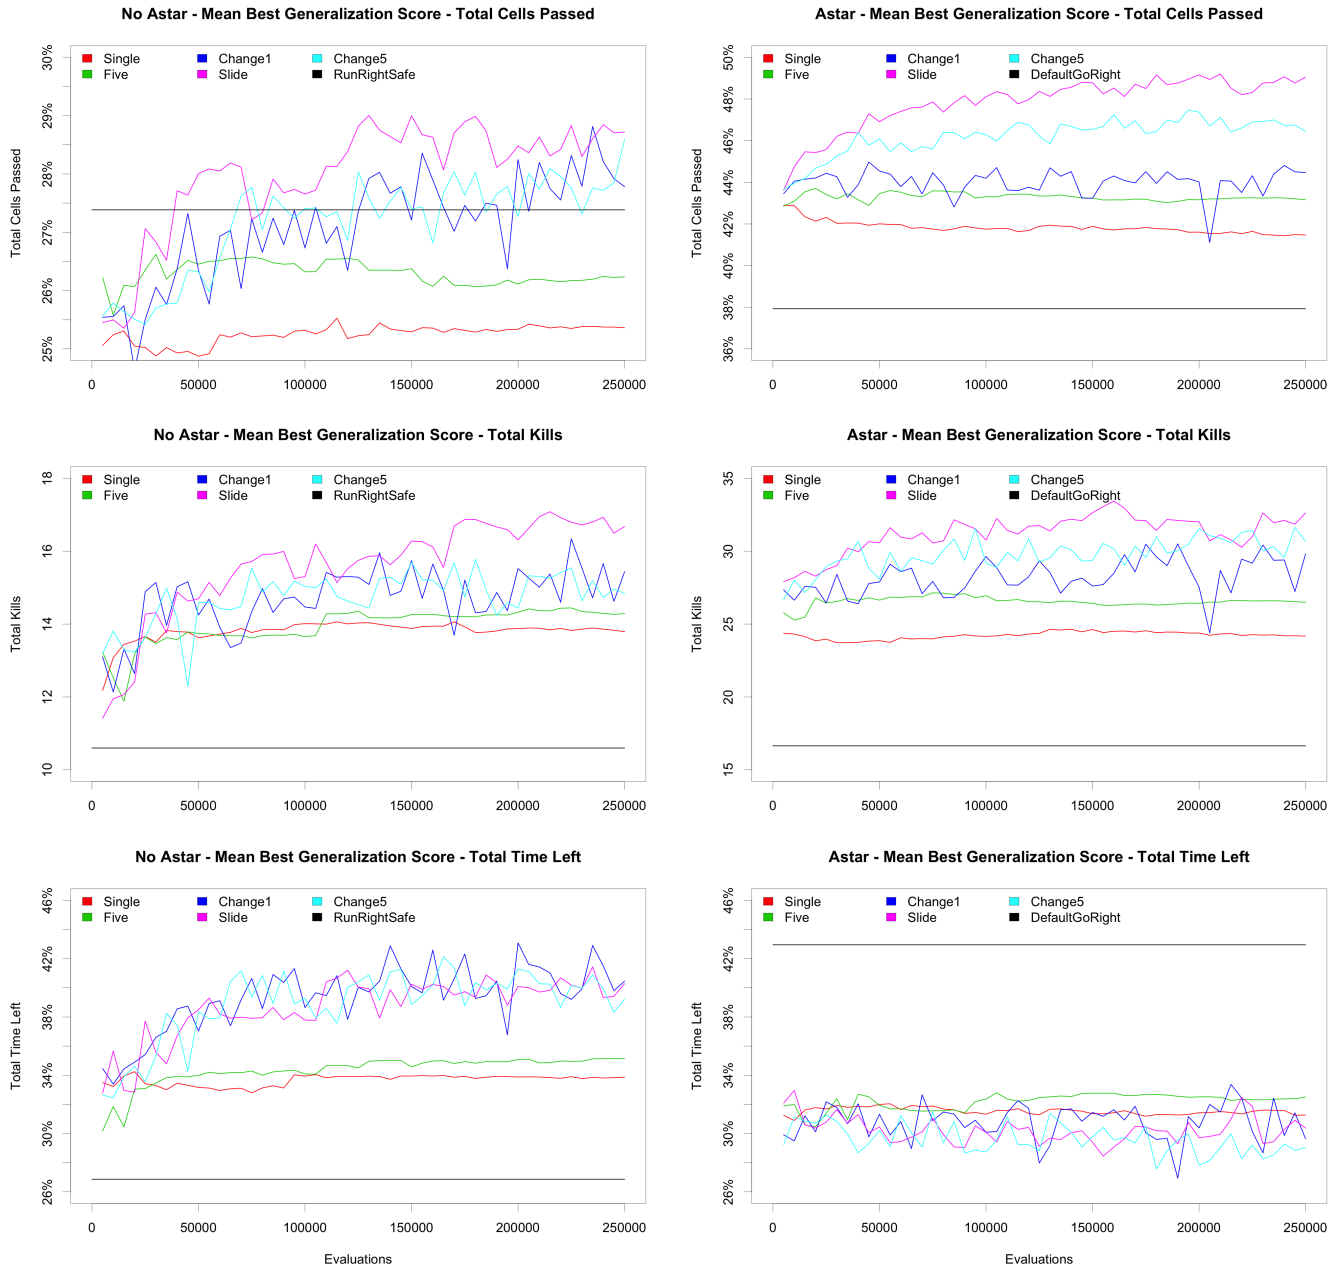 No Astar - Mean Best Generalization Score - Total Cells Passed
Total Cells Passed
30%
29%
28%
27%
26%
25%
Single
Five
Change1
Slide
Change5
RunRightSafe
0 50000 100000 150000 200000 250000
Astar - Mean Best Generalization Score - Total Cells Passed
Total Cells Passed
50%
48%
46%
44%
42%
40%
38%
36%
Single
Five
Change1
Slide
Change5
DefaultGoRight
0 50000 100000 150000 200000 250000
No Astar - Mean Best Generalization Score - Total Kills
Total Kills
18
16
14
12
10
Single
Five
Change1
Slide
Change5
RunRightSafe
0 50000 100000 150000 200000 250000
Astar - Mean Best Generalization Score - Total Kills
Total Kills
35
30
25
20
15
Single
Five
Change1
Slide
Change5
DefaultGoRight
0 50000 100000 150000 200000 250000
No Astar - Mean Best Generalization Score - Total Time Left
Total Time Left
46%
42%
38%
34%
30%
26%
Single
Five
Change1
Slide
Change5
RunRightSafe
0 50000 100000 150000 200000 250000
Evaluations
Astar - Mean Best Generalization Score - Total Time Left
Total Time Left
46%
42%
38%
34%
30%
26%
Single
Five
Change1
Slide
Change5
DefaultGoRight
0 50000 100000 150000 200000 250000
Evaluations